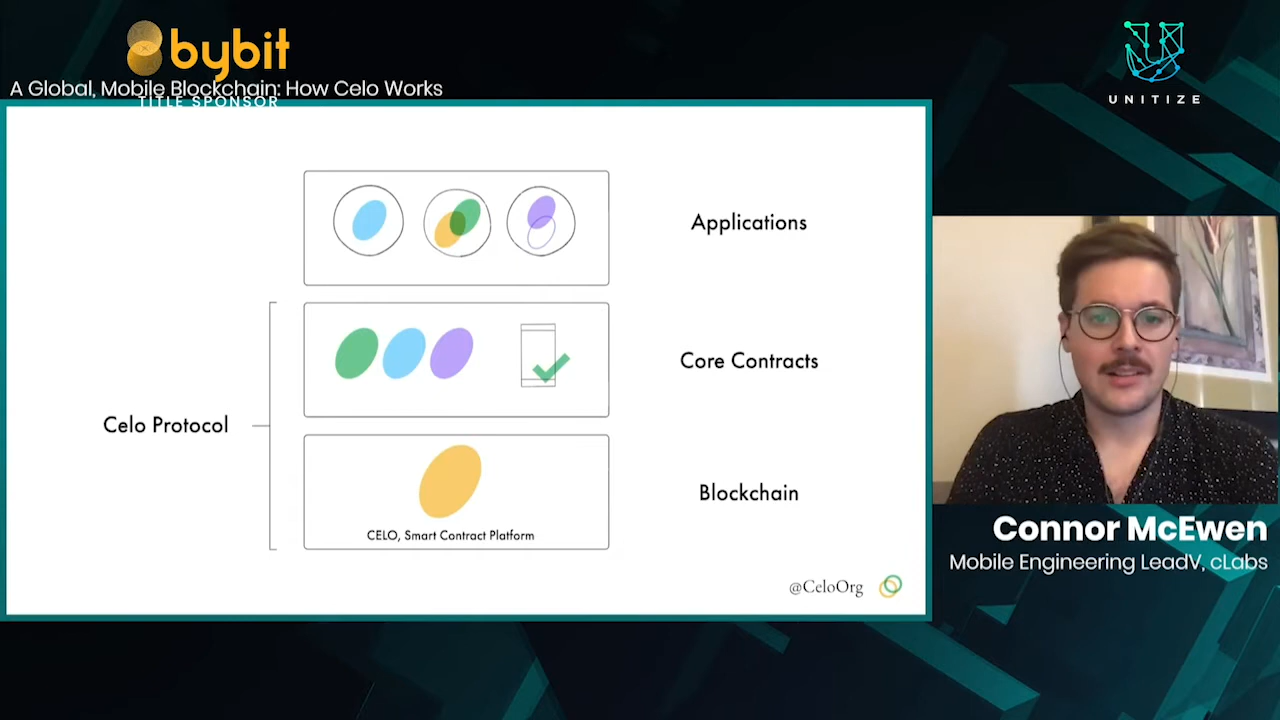 bybit
A Global, Mobile Blockchain: How Celo Works
TITLE SPONSOR
UNITIZE
Applications
Core Contracts
Celo Protocol
Blockchain
CELO, Smart Contract Platform
@CeloOrg
Connor McEwen
Mobile Engineering LeadV, cLabs